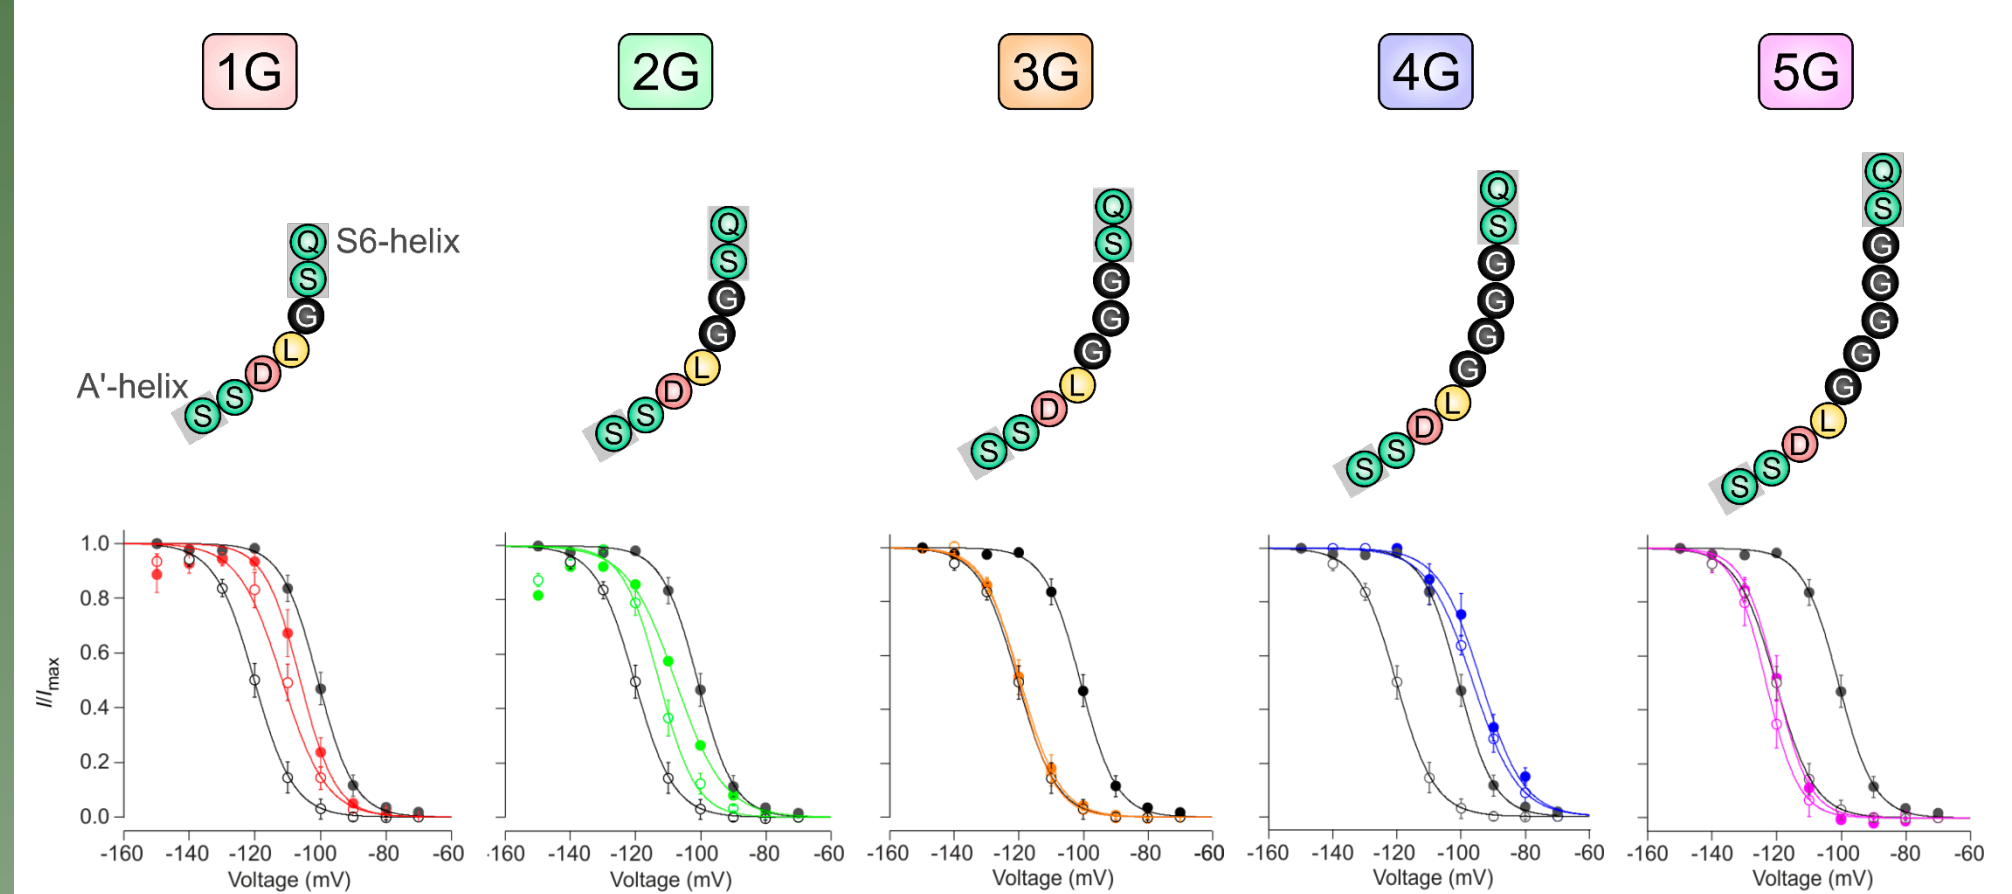 1G 2G 3G 4G 5G
Q S6-helix
S
G
L
D
S
A'-helix S
Q
S
G
G
L
D
S
S
Q
S
G
G
G
L
D
S
S
Q
S
G
G
G
G
L
D
S
S
Q
S
G
G
G
G
G
L
D
S
S
I/Imax
1.0
0.8
0.6
0.4
0.2
0.0
-160 -140 -120 -100 -80 -60
Voltage (mV)
-160 -140 -120 -100 -80 -60
Voltage (mV)
-160 -140 -120 -100 -80 -60
Voltage (mV)
-160 -140 -120 -100 -80 -60
Voltage (mV)
-160 -140 -120 -100 -80 -60
Voltage (mV)